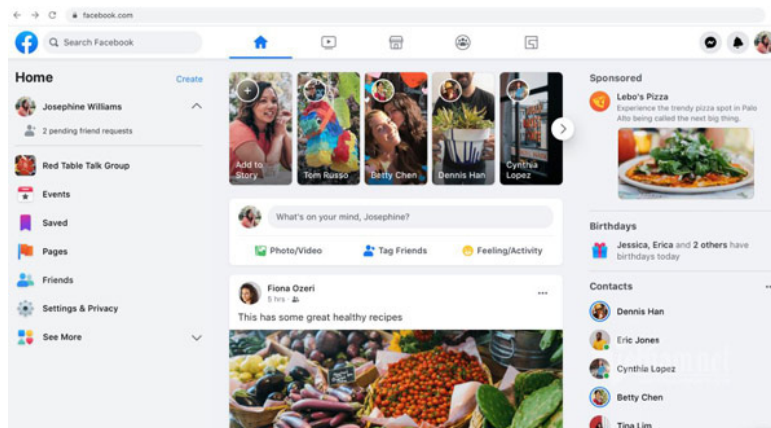 facebook.com
Search Facebook
Home
Create
Josephine Williams
2 pending friend requests
Red Table Talk Group
Events
Saved
Pages
Friends
Settings & Privacy
See More
Add to
Story
Tom Russo
Betty Chen
Dennis Han
Cynthia
Lopez
What's on your mind, Josephine?
Photo/Video
Tag Friends
Feeling/Activity
Fiona Ozeri
5 hrs ·
This has some great healthy recipes
Sponsored
Lebo's Pizza
Experience the trendy pizza spot in Palo
Alto being called the next big thing.
Birthdays
Jessica, Erica and 2 others have
birthdays today
Contacts
Dennis Han
Eric Jones
Cynthia Lopez
Betty Chen
Tina Lim